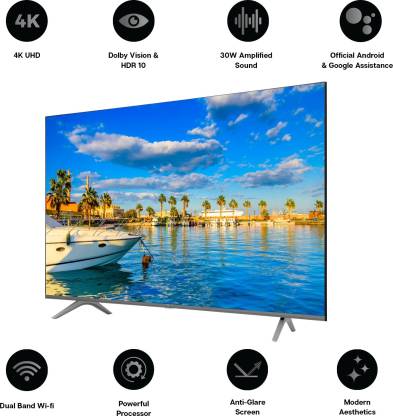 4K
4K UHD
Dolby Vision &
HDR 10
30W Amplified
Sound
Official Android
& Google Assistance
Dual Band Wi-fi
Powerful
Processor
Anti-Glare
Screen
Modern
Aesthetics